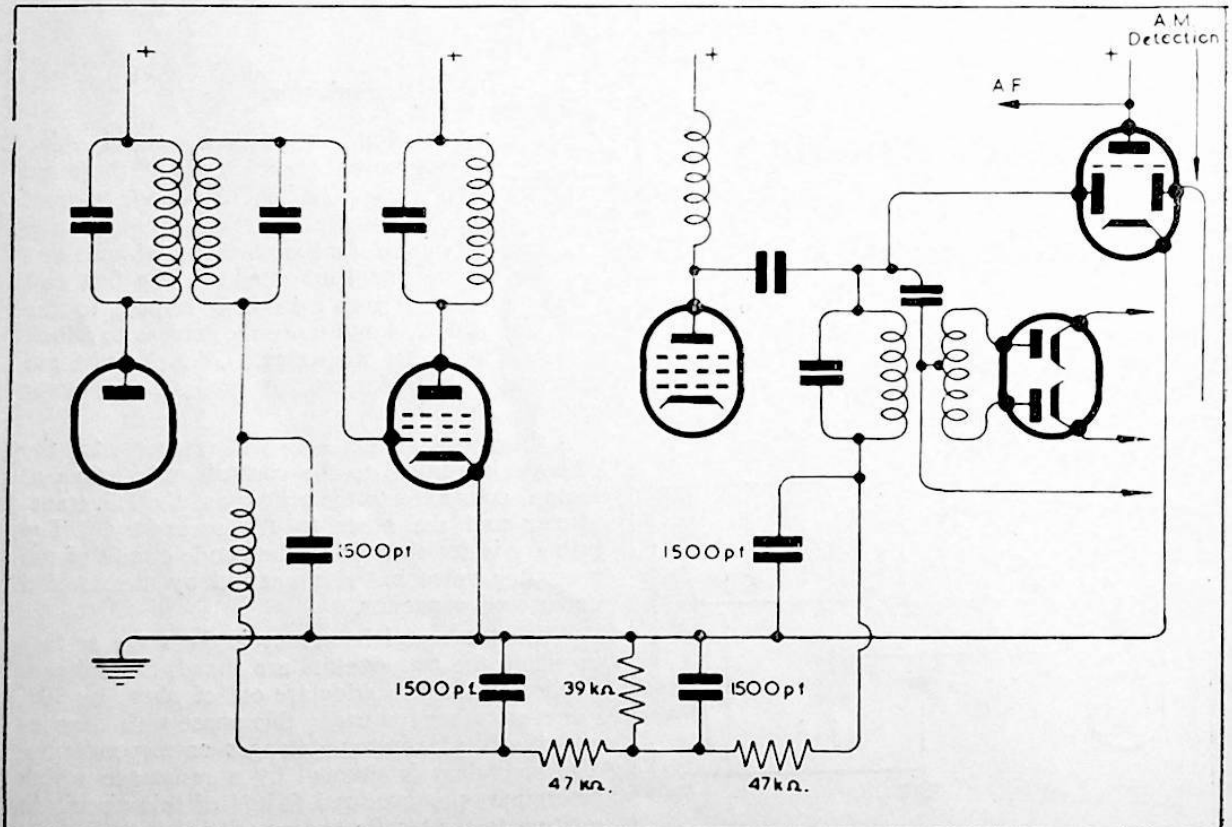 A.M.
Detection
+
+
+
+
A F
1500pf
1500pf
1500pf
39kΩ
1500pf
47kΩ.
47kΩ.